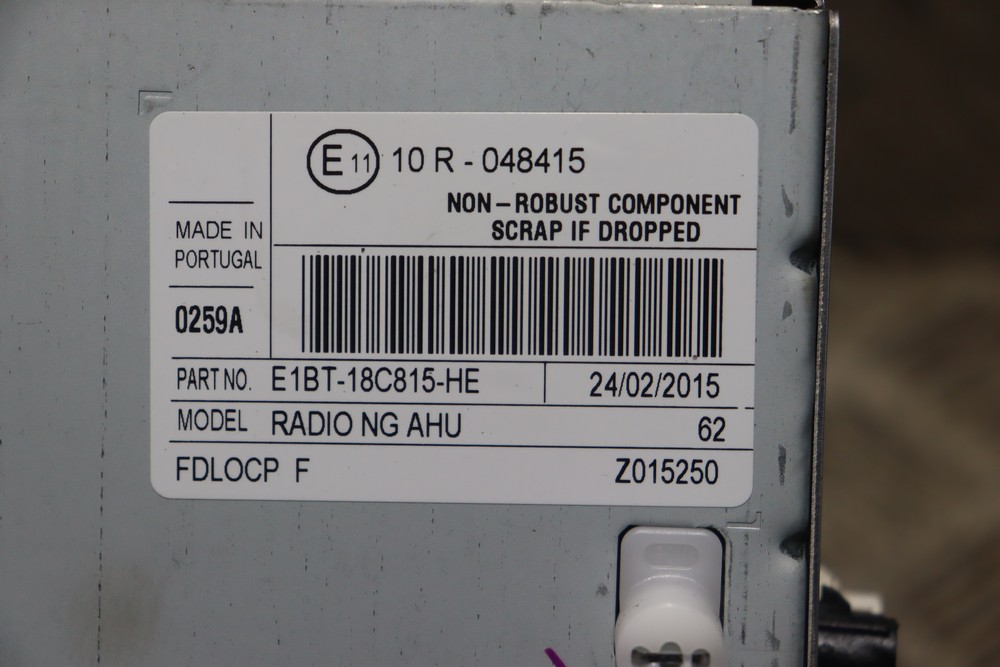 E 11 10 R - 048415
NON-ROBUST COMPONENT
SCRAP IF DROPPED
MADE IN
PORTUGAL
0259A
PART NO. E1BT-18C815-HE 24/02/2015
MODEL RADIO NG AHU 62
FDLOCP F Z015250